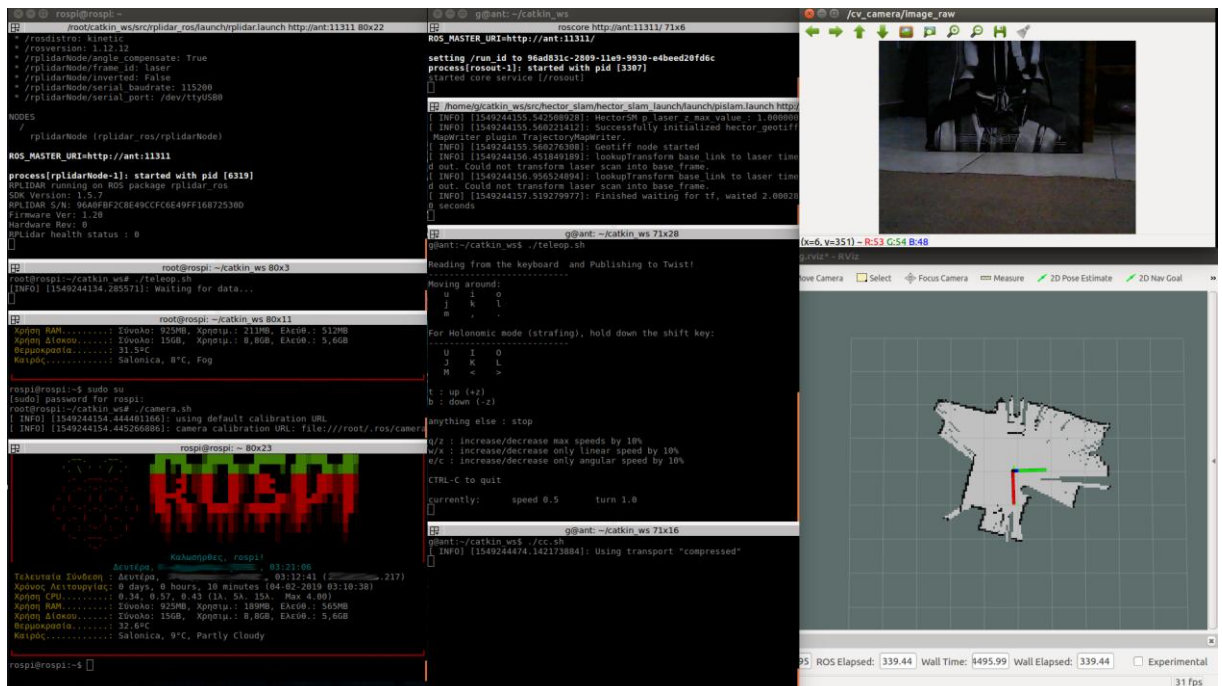 rospi@rospi: ~
/root/catkin_ws/src/rplidar_ros/launch/rplidar.launch http://ant:11311 80x22
* /rosdistro: kinetic
* /rosversion: 1.12.12
* /rplidarNode/angle_compensate: True
* /rplidarNode/frame_id: laser
* /rplidarNode/inverted: False
* /rplidarNode/serial_baudrate: 115200
* /rplidarNode/serial_port: /dev/ttyUSB0
NODES
/
rplidarNode (rplidar_ros/rplidarNode)
ROS_MASTER_URI=http://ant:11311
process[rplidarNode-1]: started with pid [6319]
RPLIDAR running on ROS package rplidar_ros
SDK Version: 1.5.7
RPLIDAR S/N: 96A0FBF2C8E49CCFC6E49FF16872530D
Firmware Ver: 1.20
Hardware Rev: 0
RPLidar health status : 0
root@rospi: ~/catkin_ws 80x3
root@rospi:~/catkin_ws# ./teleop.sh
[INFO] [1549244134.285571]: Waiting for data...
root@rospi: ~/catkin_ws 80x11
Χρήση RAM.........: Σύνολο: 925MB, Χρησιμ.: 211MB, Ελεύθ.: 512MB
Χρήση Δίσκου......: Σύνολο: 15GB, Χρησιμ.: 8,8GB, Ελεύθ.: 5,6GB
Θερμοκρασία.......: 31.5ºC
Καιρός............: Salonica, 8°C, Fog
rospi@rospi:~$ sudo su
[sudo] password for rospi:
root@rospi:~/catkin_ws# ./camera.sh
[ INFO] [1549244154.444401166]: using default calibration URL
[ INFO] [1549244154.445266886]: camera calibration URL: file:///root/.ros/camera
rospi@rospi: ~ 80x23
ROSPI
Καλωσήρθες, rospi!
Δευτέρα, , 03:21:06
Τελευταία Σύνδεση : Δευτέρα, , 03:12:41 ( .217)
Χρόνος Λειτουργίας: 0 days, 0 hours, 10 minutes (04-02-2019 03:10:38)
Χρήση CPU.........: 0.34, 0.57, 0.43 (1λ. 5λ. 15λ. Max 4.00)
Χρήση RAM.........: Σύνολο: 925MB, Χρησιμ.: 189MB, Ελεύθ.: 565MB
Χρήση Δίσκου......: Σύνολο: 15GB, Χρησιμ.: 8,8GB, Ελεύθ.: 5,6GB
Θερμοκρασία.......: 32.6ºC
Καιρός............: Salonica, 9°C, Partly Cloudy
rospi@rospi:~$
g@ant: ~/catkin_ws
roscore http://ant:11311/ 71x6
ROS_MASTER_URI=http://ant:11311/
setting /run_id to 96ad831c-2809-11e9-9930-e4beed20fd6c
process[rosout-1]: started with pid [3307]
started core service [/rosout]
/home/g/catkin_ws/src/hector_slam/hector_slam_launch/launch/pislam.launch http:/
[ INFO] [1549244155.542508928]: HectorSM p_laser_z_max_value_: 1.000000
[ INFO] [1549244155.560221412]: Successfully initialized hector_geotiff
MapWriter plugin TrajectoryMapWriter.
[ INFO] [1549244155.560276308]: Geotiff node started
[ INFO] [1549244156.451849189]: lookupTransform base_link to laser time
d out. Could not transform laser scan into base_frame.
[ INFO] [1549244156.956524894]: lookupTransform base_link to laser time
d out. Could not transform laser scan into base_frame.
[ INFO] [1549244157.519279977]: Finished waiting for tf, waited 2.00028
0 seconds
g@ant: ~/catkin_ws 71x28
g@ant:~/catkin_ws$ ./teleop.sh
Reading from the keyboard and Publishing to Twist!
---------------------------
Moving around:
u i o
j k l
m , .
For Holonomic mode (strafing), hold down the shift key:
---------------------------
U I O
J K L
M < >
t : up (+z)
b : down (-z)
anything else : stop
q/z : increase/decrease max speeds by 10%
w/x : increase/decrease only linear speed by 10%
e/c : increase/decrease only angular speed by 10%
CTRL-C to quit
currently: speed 0.5 turn 1.0
g@ant: ~/catkin_ws 71x16
g@ant:~/catkin_ws$ ./cc.sh
[ INFO] [1549244474.142173884]: Using transport "compressed"
/cv_camera/image_raw
(x=6, y=351) ~ R:53 G:54 B:48
g.rviz* - RViz
Move Camera Select Focus Camera Measure 2D Pose Estimate 2D Nav Goal »
95 ROS Elapsed: 339.44 Wall Time: 4495.99 Wall Elapsed: 339.44 Experimental
31 fps